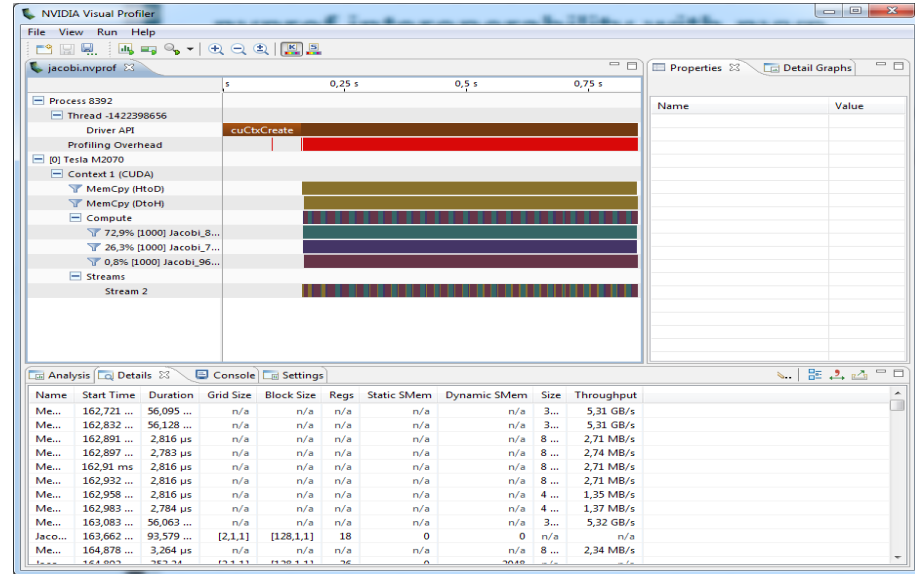 NVIDIA Visual Profiler
nvprof interoperability with nvvp
File View Run Help
jacobi.nvprof
s 0,25 s 0,5 s 0,75 s
Process 8392
Thread -1422398656
Driver API cuCtxCreate
Profiling Overhead
[0] Tesla M2070
Context 1 (CUDA)
MemCpy (HtoD)
MemCpy (DtoH)
Compute
72,9% [1000] Jacobi_8...
26,3% [1000] Jacobi_7...
0,8% [1000] Jacobi_96...
Streams
Stream 2
Properties Detail Graphs
Name Value
Analysis Details Console Settings
Name Start Time Duration Grid Size Block Size Regs Static SMem Dynamic SMem Size Throughput
Me... 162,721 ... 56,095 ... n/a n/a n/a n/a n/a 3... 5,31 GB/s
Me... 162,832 ... 56,128 ... n/a n/a n/a n/a n/a 3... 5,31 GB/s
Me... 162,891 ... 2,816 µs n/a n/a n/a n/a n/a 8 ... 2,71 MB/s
Me... 162,897 ... 2,783 µs n/a n/a n/a n/a n/a 8 ... 2,74 MB/s
Me... 162,91 ms 2,816 µs n/a n/a n/a n/a n/a 8 ... 2,71 MB/s
Me... 162,932 ... 2,816 µs n/a n/a n/a n/a n/a 8 ... 2,71 MB/s
Me... 162,958 ... 2,816 µs n/a n/a n/a n/a n/a 4 ... 1,35 MB/s
Me... 162,983 ... 2,784 µs n/a n/a n/a n/a n/a 4 ... 1,37 MB/s
Me... 163,083 ... 56,063 ... n/a n/a n/a n/a n/a 3... 5,32 GB/s
Jaco... 163,662 ... 93,579 ... [2,1,1] [128,1,1] 18 0 0 n/a n/a
Me... 164,878 ... 3,264 µs n/a n/a n/a n/a n/a 8 ... 2,34 MB/s